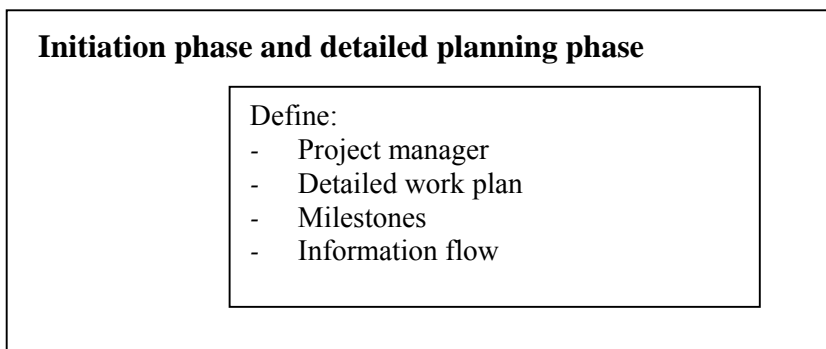 Initiation phase and detailed planning phase
Define:
- Project manager
- Detailed work plan
- Milestones
- Information flow